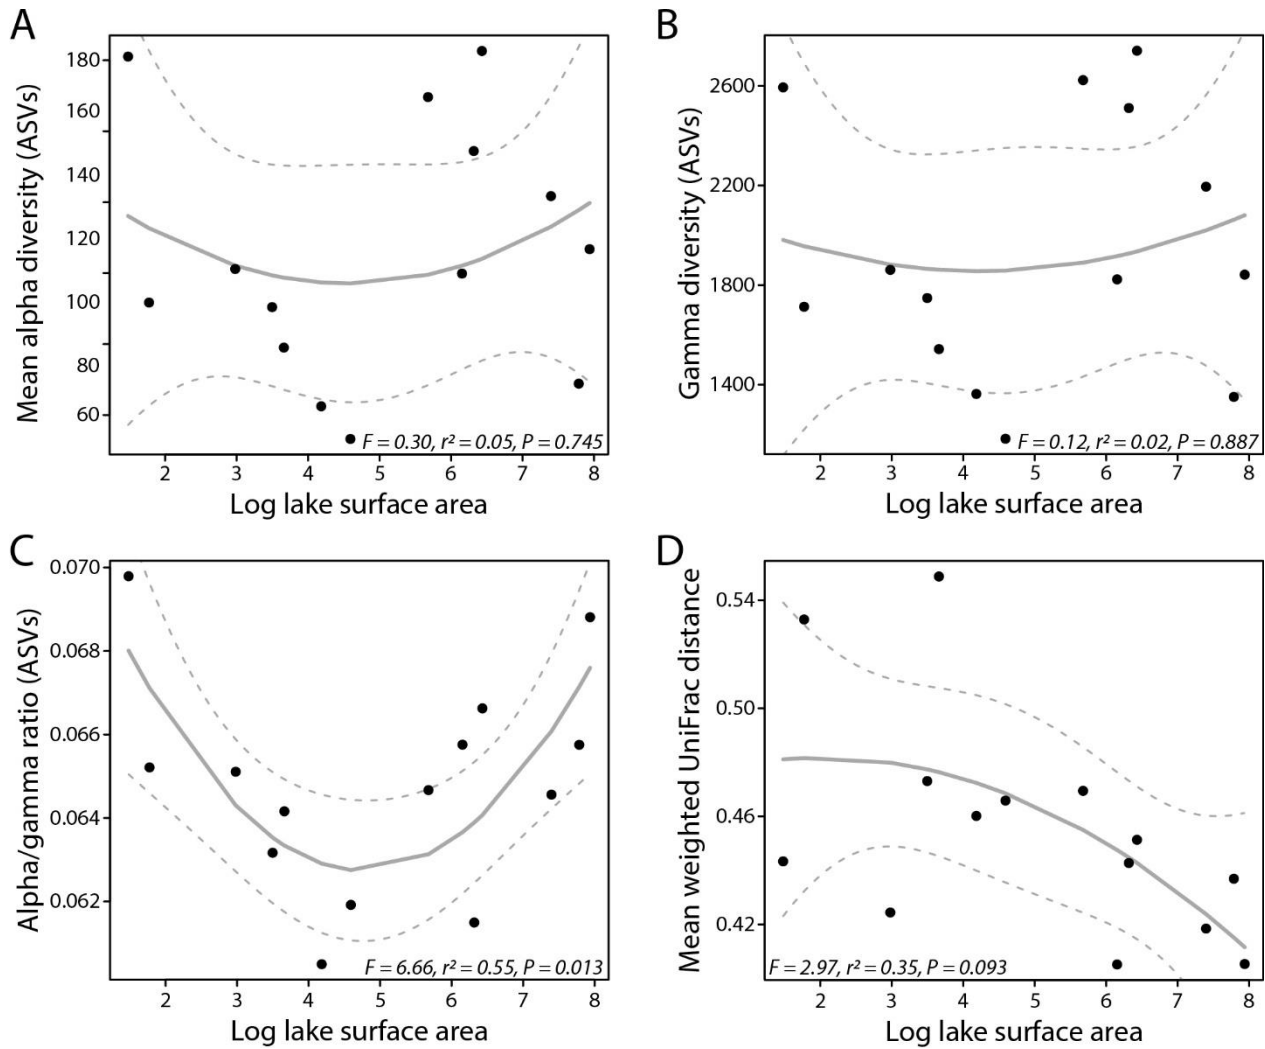 A
Mean alpha diversity (ASVs)
180
160
140
120
100
80
60
F = 0.30, r² = 0.05, P = 0.745
2 3 4 5 6 7 8
Log lake surface area
B
Gamma diversity (ASVs)
2600
2200
1800
1400
F = 0.12, r² = 0.02, P = 0.887
2 3 4 5 6 7 8
Log lake surface area
C
Alpha/gamma ratio (ASVs)
0.070
0.068
0.066
0.064
0.062
F = 6.66, r² = 0.55, P = 0.013
2 3 4 5 6 7 8
Log lake surface area
D
Mean weighted UniFrac distance
0.54
0.50
0.46
0.42
F = 2.97, r² = 0.35, P = 0.093
2 3 4 5 6 7 8
Log lake surface area